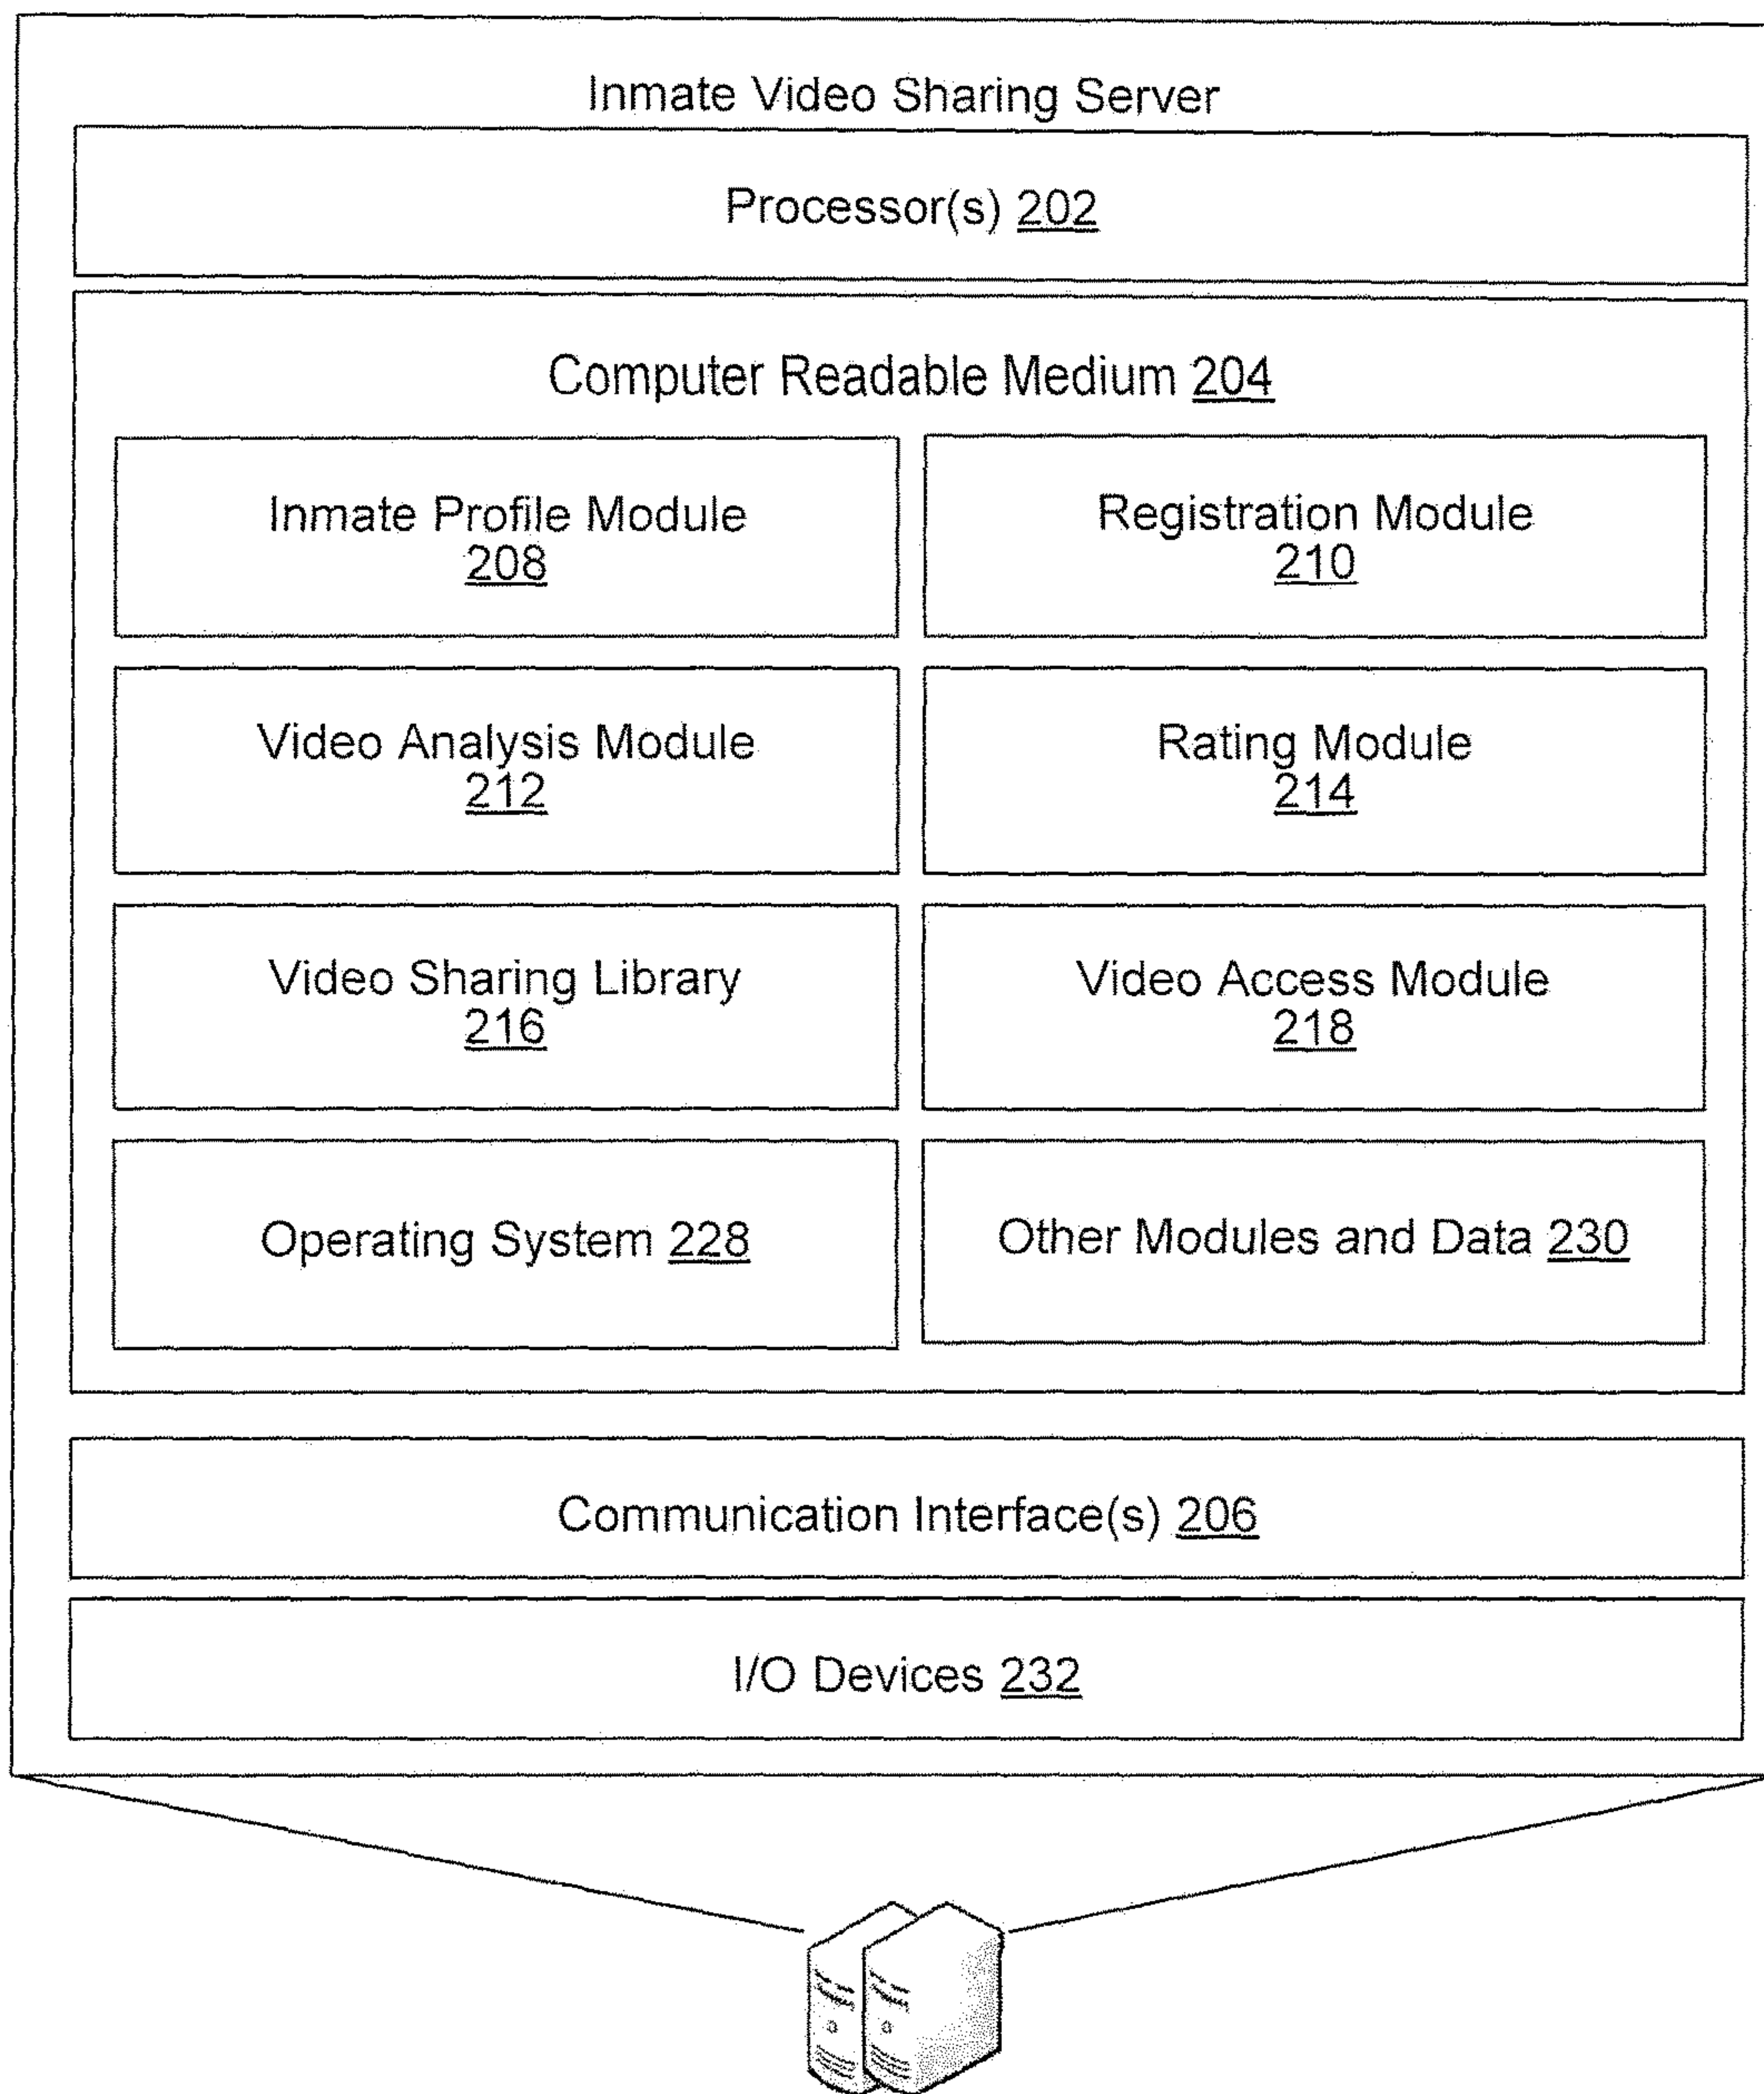 Inmate Video Sharing Server
Processor(s) 202
Computer Readable Medium 204
Inmate Profile Module
208
Registration Module
210
Video Analysis Module
212
Rating Module
214
Video Sharing Library
216
Video Access Module
218
Operating System 228
Other Modules and Data 230
Communication Interface(s) 206
I/O Devices 232